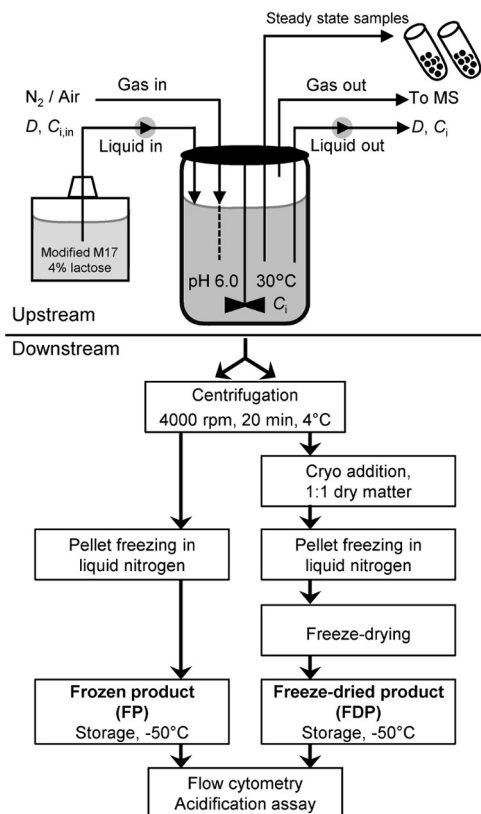 Steady state samples
Gas in
Gas out
N₂ / Air
To MS
D, Cᵢ,ᵢₙ
Liquid in
Liquid out
D, Cᵢ
Modified M17
4% lactose
pH 6.0
30°C
Cᵢ
Upstream
Downstream
Centrifugation
4000 rpm, 20 min, 4°C
Cryo addition,
1:1 dry matter
Pellet freezing in
liquid nitrogen
Pellet freezing in
liquid nitrogen
Freeze-drying
Frozen product
(FP)
Storage, -50°C
Freeze-dried product
(FDP)
Storage, -50°C
Flow cytometry
Acidification assay